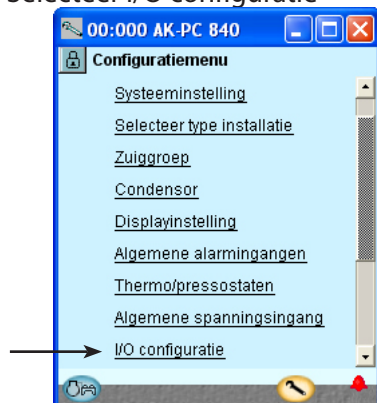 Selecteer I/O configuratie
00:000 AK-PC 840
Configuratiemenu
Systeeminstelling
Selecteer type installatie
Zuiggroep
Condensor
Displayinstelling
Algemene alarmingangen
Thermo/pressostaten
Algemene spanningsingang
I/O configuratie